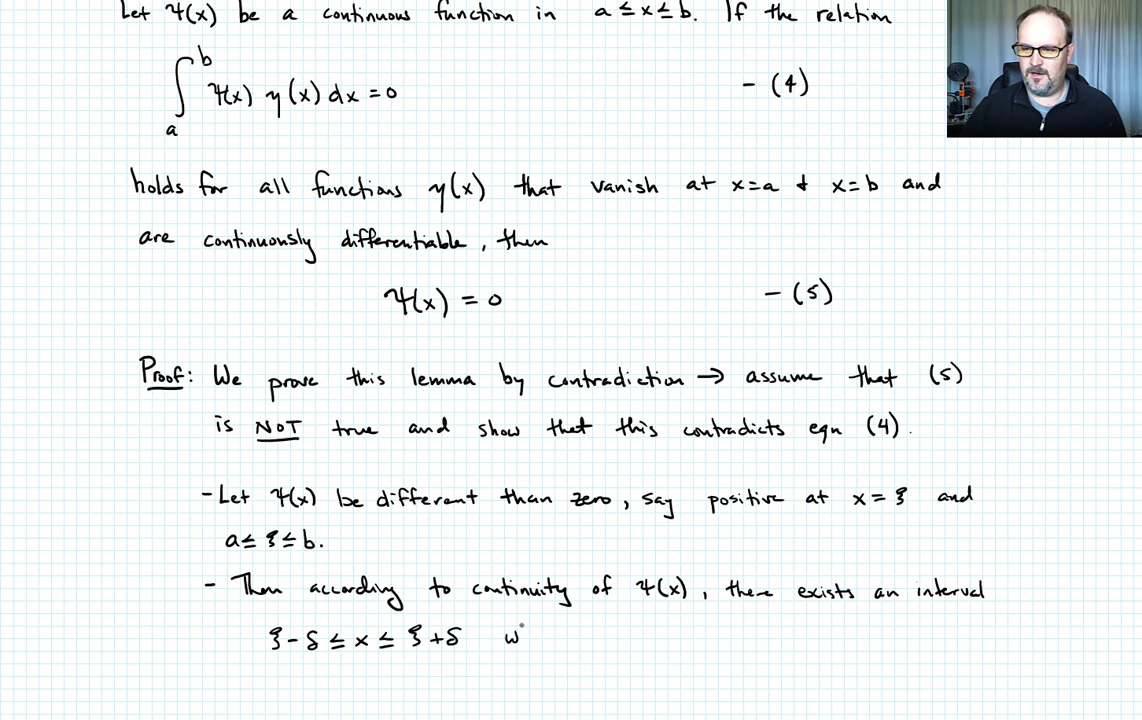 Let Ψ(x) be a continuous function in a ≤ x ≤ b. If the relation
∫_a^b Ψ(x) η(x) dx = 0 - (4)
holds for all functions η(x) that vanish at x=a & x=b and
are continuously differentiable, then
Ψ(x) = 0 - (5)
Proof: We prove this lemma by contradiction → assume that (5)
is NOT true and show that this contradicts eqn (4).
- Let Ψ(x) be different than zero, say positive at x = ξ and
a ≤ ξ ≤ b.
- Then according to continuity of Ψ(x), there exists an interval
ξ - δ ≤ x ≤ ξ + δ w